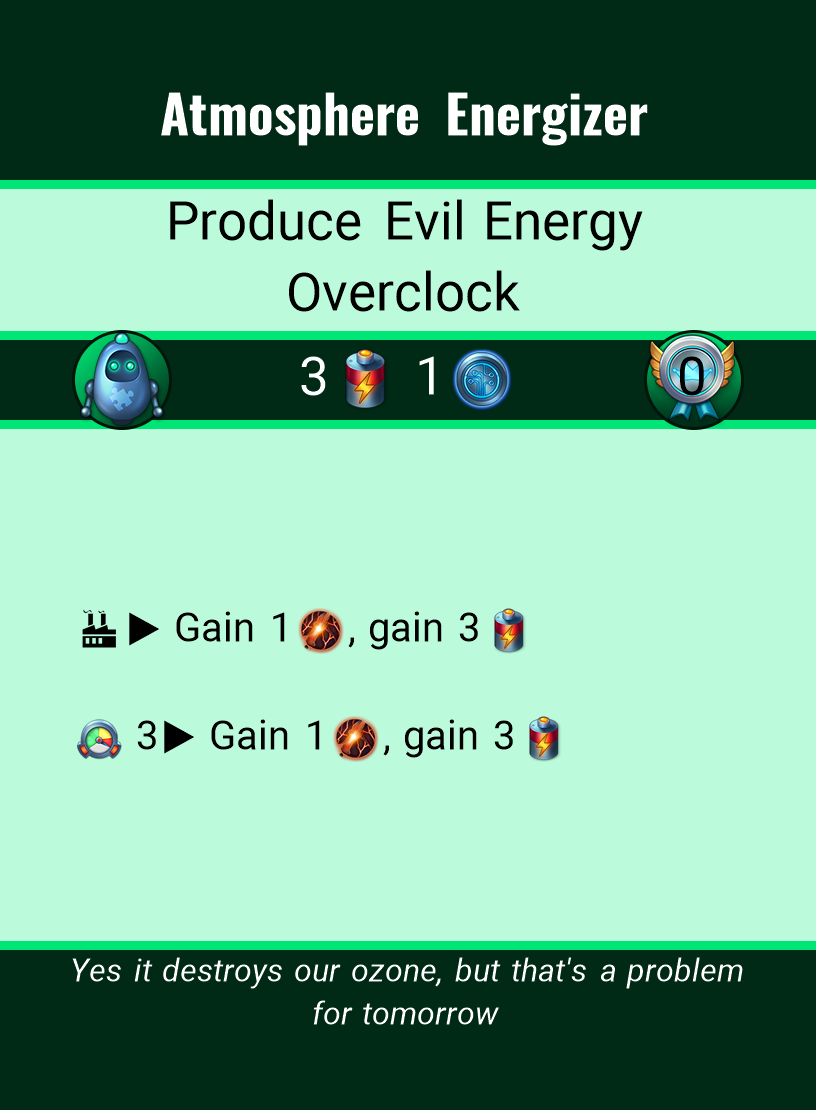 Atmosphere Energizer
Produce Evil Energy
Overclock
3 1 0
▶ Gain 1 , gain 3
3▶ Gain 1 , gain 3
Yes it destroys our ozone, but that's a problem
for tomorrow